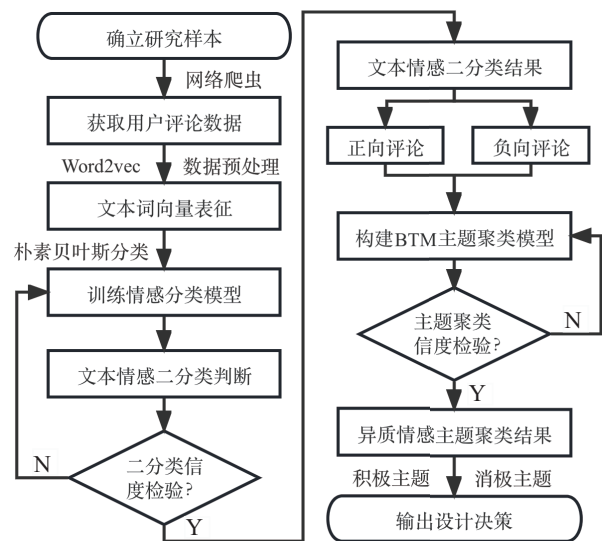 确立研究样本
网络爬虫
获取用户评论数据
Word2vec 数据预处理
文本词向量表征
朴素贝叶斯分类
训练情感分类模型
文本情感二分类判断
N
二分类信
度检验?
Y
文本情感二分类结果
正向评论 负向评论
构建BTM主题聚类模型
主题聚类
信度检验?
N
Y
异质情感主题聚类结果
积极主题 消极主题
输出设计决策